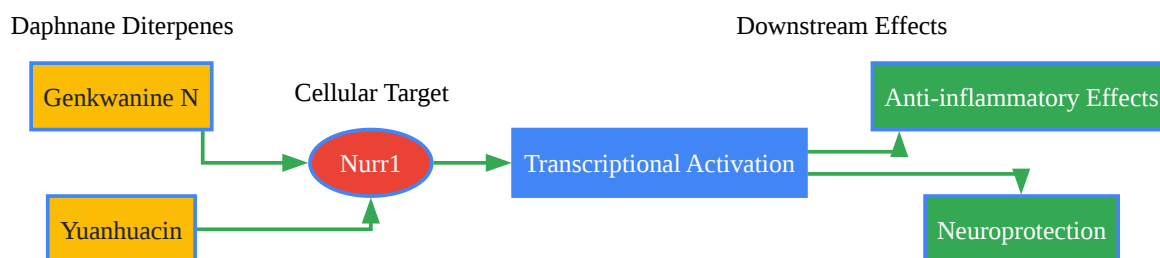 Daphnane Diterpenes
Downstream Effects
Genkwanine N
Cellular Target
Anti-inflammatory Effects
Nurr1
Transcriptional Activation
Yuanhuacin
Neuroprotection